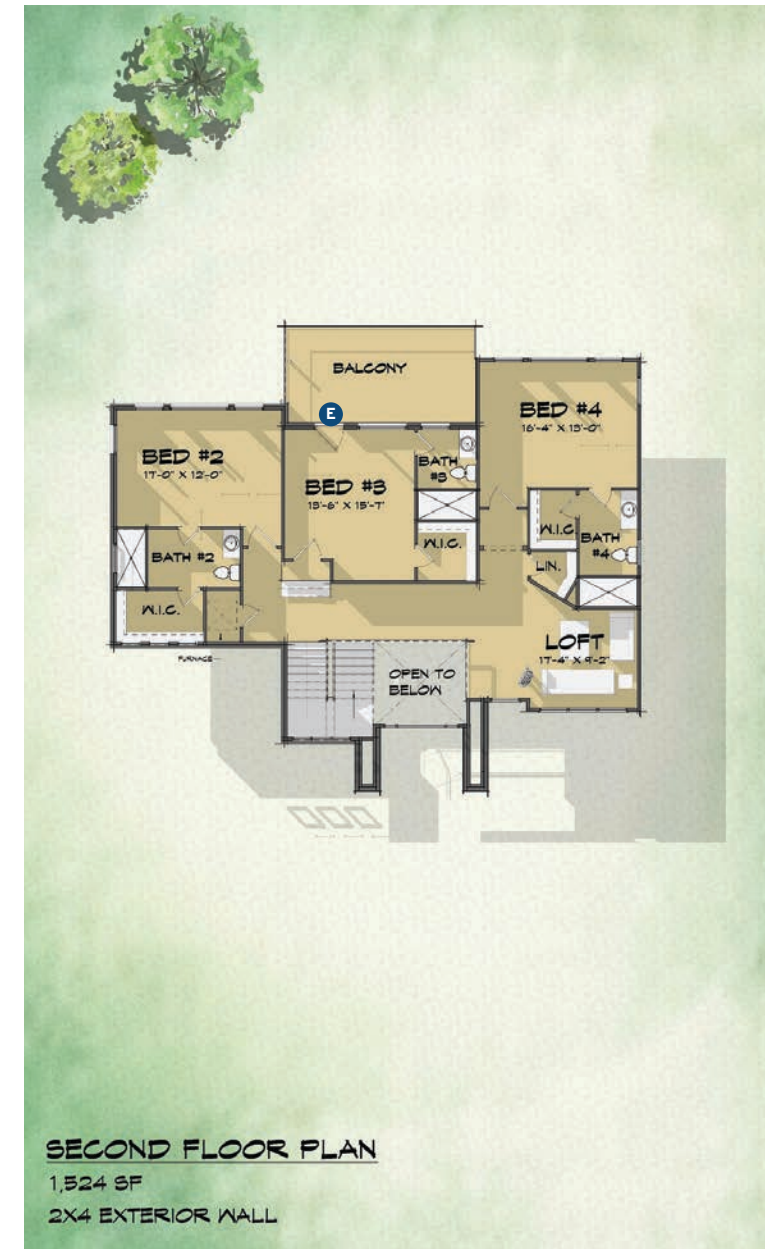 BALCONY
E
BED #4
16'-4" X 13'-0"
BED #2
17'-0" X 12'-0"
BED #3
13'-6" X 15'-7"
BATH
#3
W.I.C.
W.I.C.
BATH
#4
BATH #2
LIN.
W.I.C.
LOFT
17'-4" X 9'-2"
FURNACE
OPEN TO
BELOW
SECOND FLOOR PLAN
1,524 SF
2X4 EXTERIOR WALL